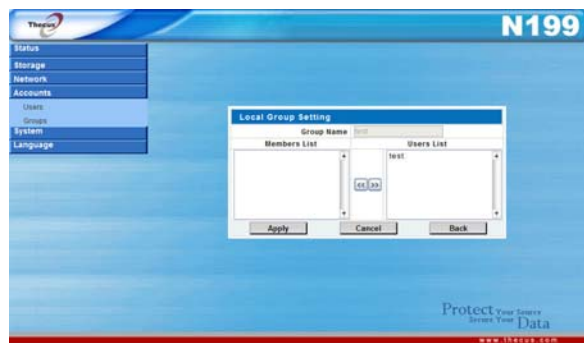 Thecus
N199
Status
Storage
Network
Accounts
Users
Groups
System
Language
Local Group Setting
Group Name test
Members List Users List
test
<< >>
Apply Cancel Back
Protect Your Source
Secure Your Data
www.thecus.com